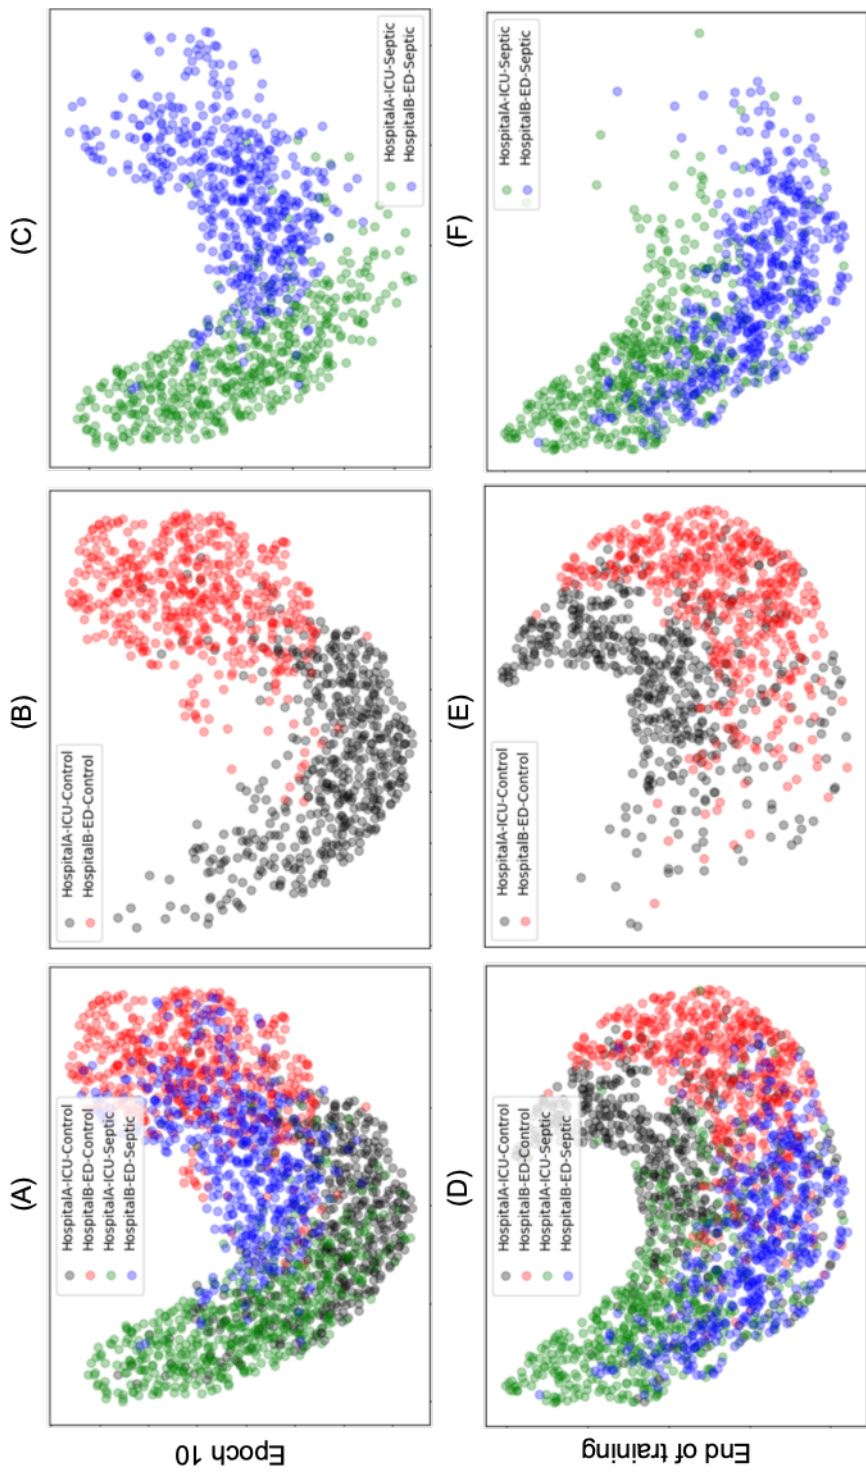 (A)
(B)
(C)
Epoch 10
HospitalA-ICU-Control
HospitalB-ED-Control
HospitalA-ICU-Septic
HospitalB-ED-Septic
HospitalA-ICU-Control
HospitalB-ED-Control
HospitalA-ICU-Septic
HospitalB-ED-Septic
(D)
(E)
(F)
End of training
HospitalA-ICU-Control
HospitalB-ED-Control
HospitalA-ICU-Septic
HospitalB-ED-Septic
HospitalA-ICU-Control
HospitalB-ED-Control
HospitalA-ICU-Septic
HospitalB-ED-Septic